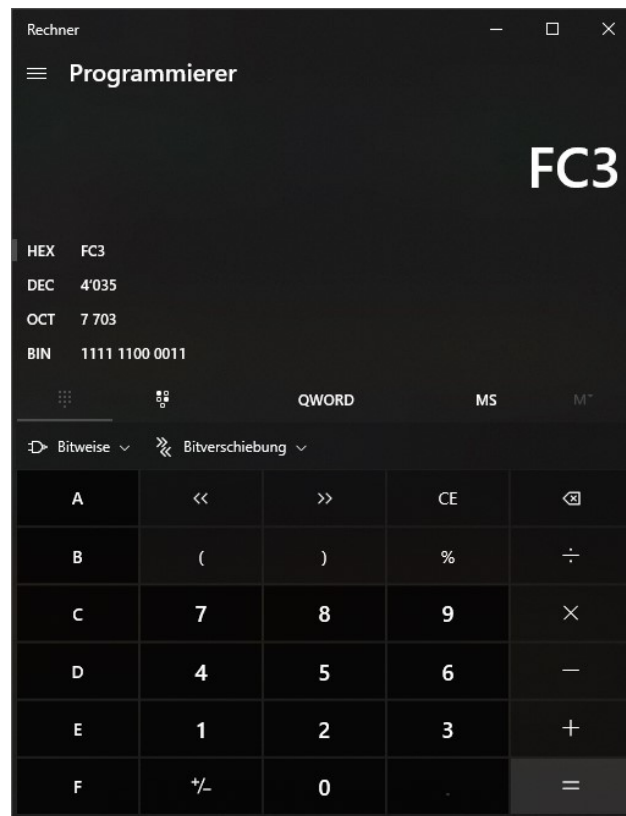 Rechner
Programmierer
FC3
HEX FC3
DEC 4'035
OCT 7 703
BIN 1111 1100 0011
QWORD MS M˅
Bitweise Bitverschiebung
A << >> CE
B ( ) % ÷
C 7 8 9 ×
D 4 5 6 −
E 1 2 3 +
F +/− 0 . =